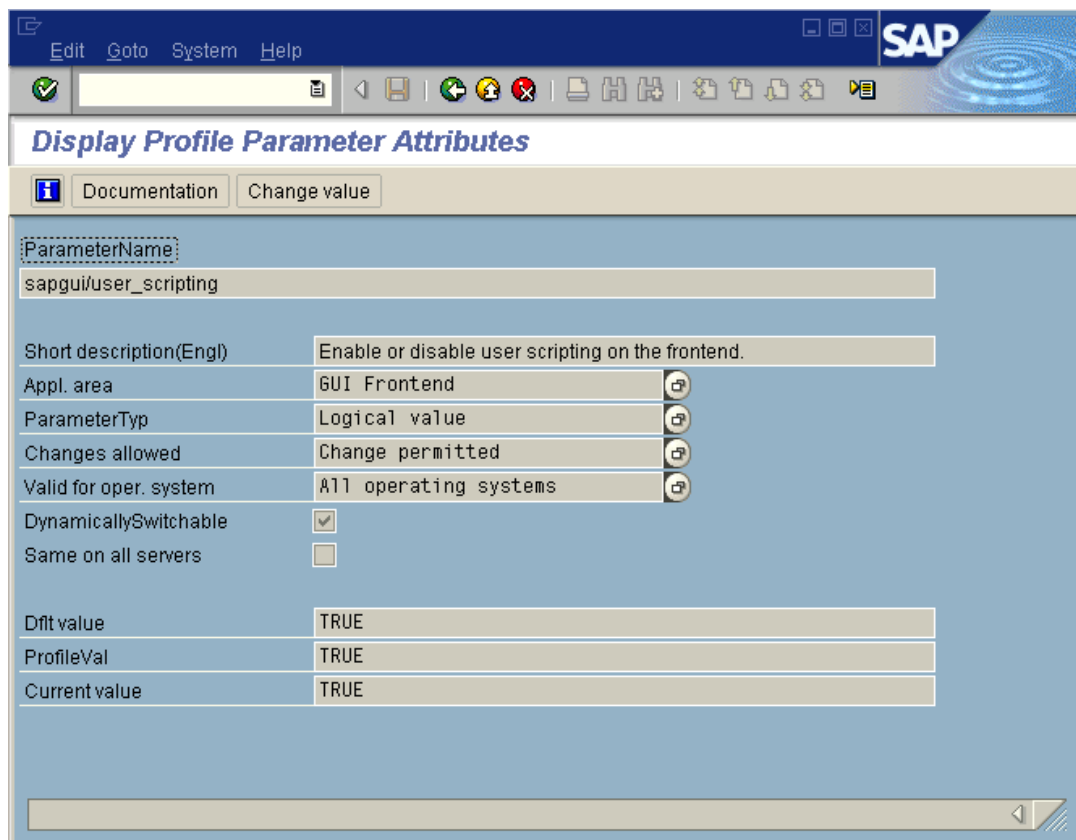 Edit Goto System Help
SAP
Display Profile Parameter Attributes
Documentation Change value
ParameterName
sapgui/user_scripting
Short description(Engl) Enable or disable user scripting on the frontend.
Appl. area GUI Frontend
ParameterTyp Logical value
Changes allowed Change permitted
Valid for oper. system All operating systems
DynamicallySwitchable
Same on all servers
Dflt value TRUE
ProfileVal TRUE
Current value TRUE